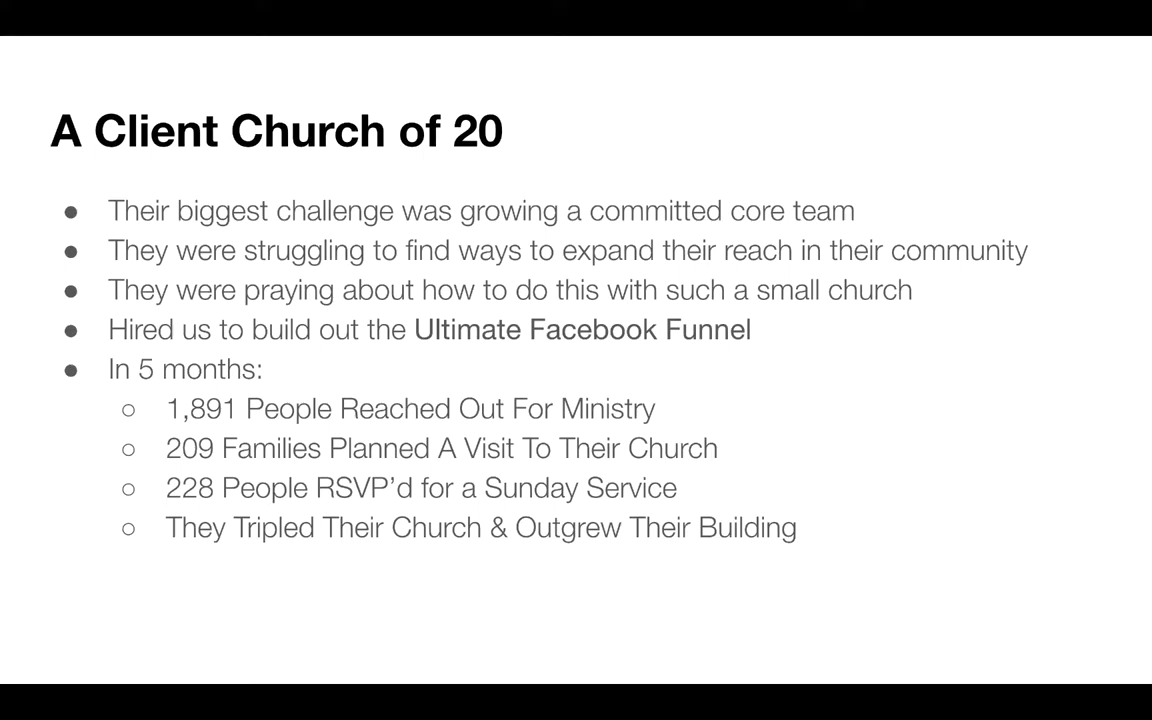 A Client Church of 20
● Their biggest challenge was growing a committed core team
● They were struggling to find ways to expand their reach in their community
● They were praying about how to do this with such a small church
● Hired us to build out the Ultimate Facebook Funnel
● In 5 months:
○ 1,891 People Reached Out For Ministry
○ 209 Families Planned A Visit To Their Church
○ 228 People RSVP’d for a Sunday Service
○ They Tripled Their Church & Outgrew Their Building